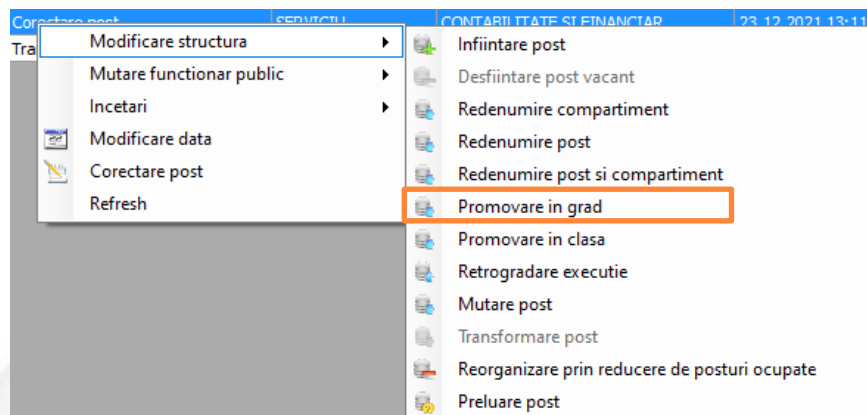 Corectare post SERVICIU CONTABILITATE SI FINANCIAR 23.12.2021 13:11
Tra
Modificare structura
Mutare functionar public
Incetari
Modificare data
Corectare post
Refresh
Infiintare post
Desfiintare post vacant
Redenumire compartiment
Redenumire post
Redenumire post si compartiment
Promovare in grad
Promovare in clasa
Retrogradare executie
Mutare post
Transformare post
Reorganizare prin reducere de posturi ocupate
Preluare post